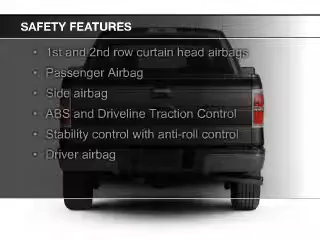 SAFETY FEATURES
• 1st and 2nd row curtain head airbags
• Passenger Airbag
• Side airbag
• ABS and Driveline Traction Control
• Stability control with anti-roll control
• Driver airbag